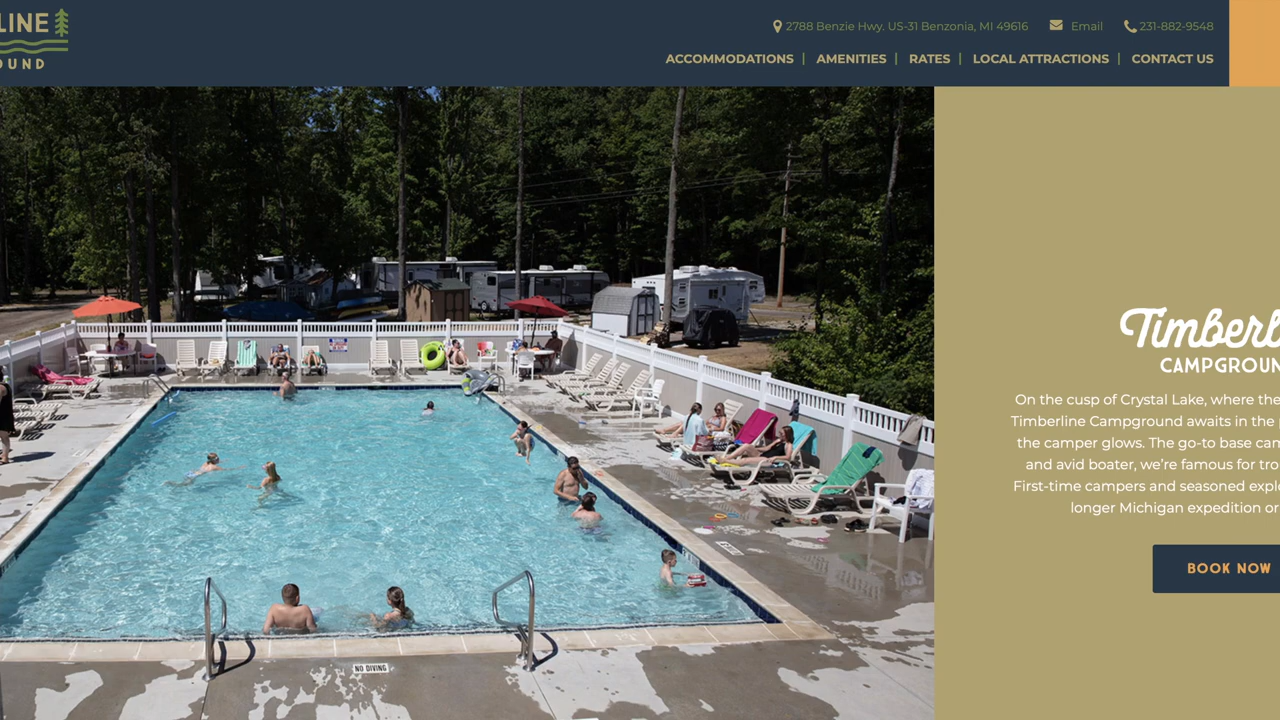 LINE
OUND
2788 Benzie Hwy. US-31 Benzonia, MI 49616 Email 231-882-9548
ACCOMMODATIONS | AMENITIES | RATES | LOCAL ATTRACTIONS | CONTACT US
Timberl
CAMPGROUN
On the cusp of Crystal Lake, where the
Timberline Campground awaits in the
the camper glows. The go-to base cam
and avid boater, we're famous for tro
First-time campers and seasoned explo
longer Michigan expedition or
BOOK NOW
NO DIVING